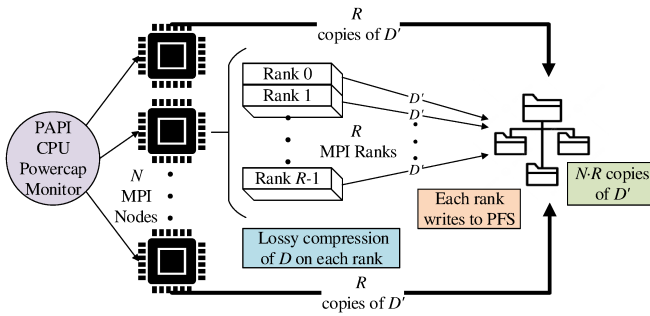 R
copies of D'
PAPI
CPU
Powercap
Monitor
N
MPI
Nodes
Rank 0
Rank 1
R
MPI Ranks
Rank R-1
D'
D'
D'
Lossy compression
of D on each rank
Each rank
writes to PFS
N·R copies
of D'
R
copies of D'